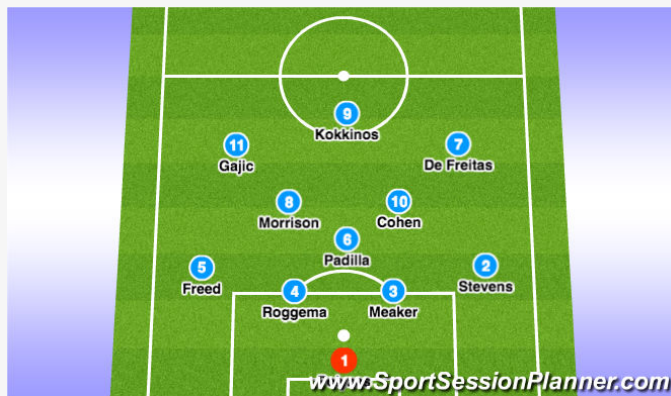 9
Kokkinos
11
Gajic
7
De Freitas
8
Morrison
10
Cohen
6
Padilla
5
Freed
2
Stevens
4
Roggema
3
Meaker
1
www.SportSessionPlanner.com